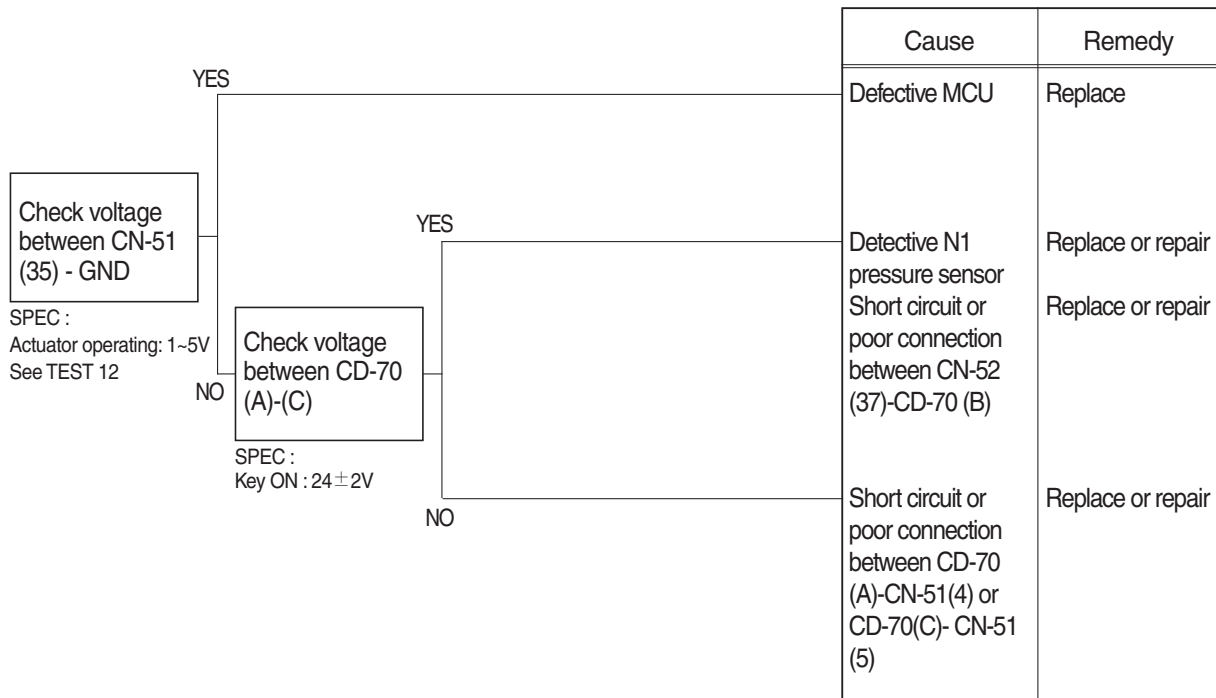 Cause Remedy
YES
Defective MCU Replace
Check voltage
between CN-51
(35) - GND
SPEC :
Actuator operating: 1~5V
See TEST 12
NO
Check voltage
between CD-70
(A)-(C)
SPEC :
Key ON : 24±2V
YES
Detective N1 Replace or repair
pressure sensor
Short circuit or Replace or repair
poor connection
between CN-52
(37)-CD-70 (B)
NO
Short circuit or Replace or repair
poor connection
between CD-70
(A)-CN-51(4) or
CD-70(C)- CN-51
(5)